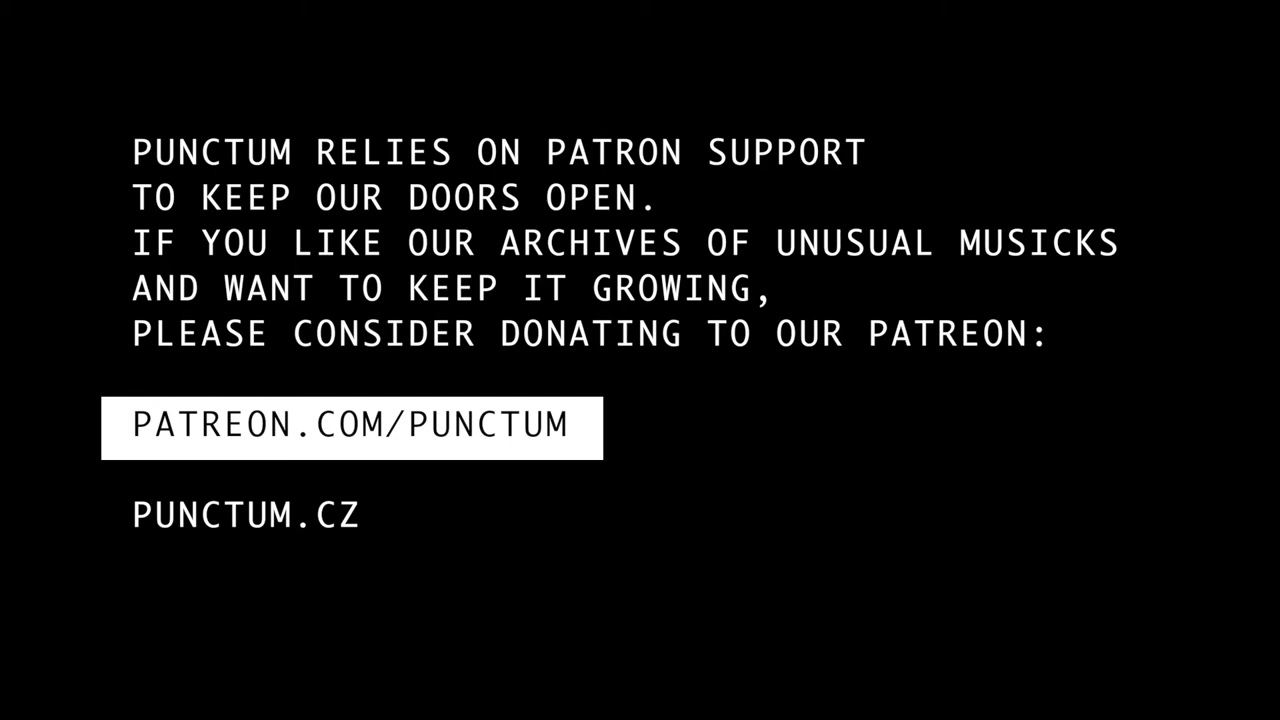 PUNCTUM RELIES ON PATRON SUPPORT
TO KEEP OUR DOORS OPEN.
IF YOU LIKE OUR ARCHIVES OF UNUSUAL MUSICKS
AND WANT TO KEEP IT GROWING,
PLEASE CONSIDER DONATING TO OUR PATREON:
PATREON.COM/PUNCTUM
PUNCTUM.CZ